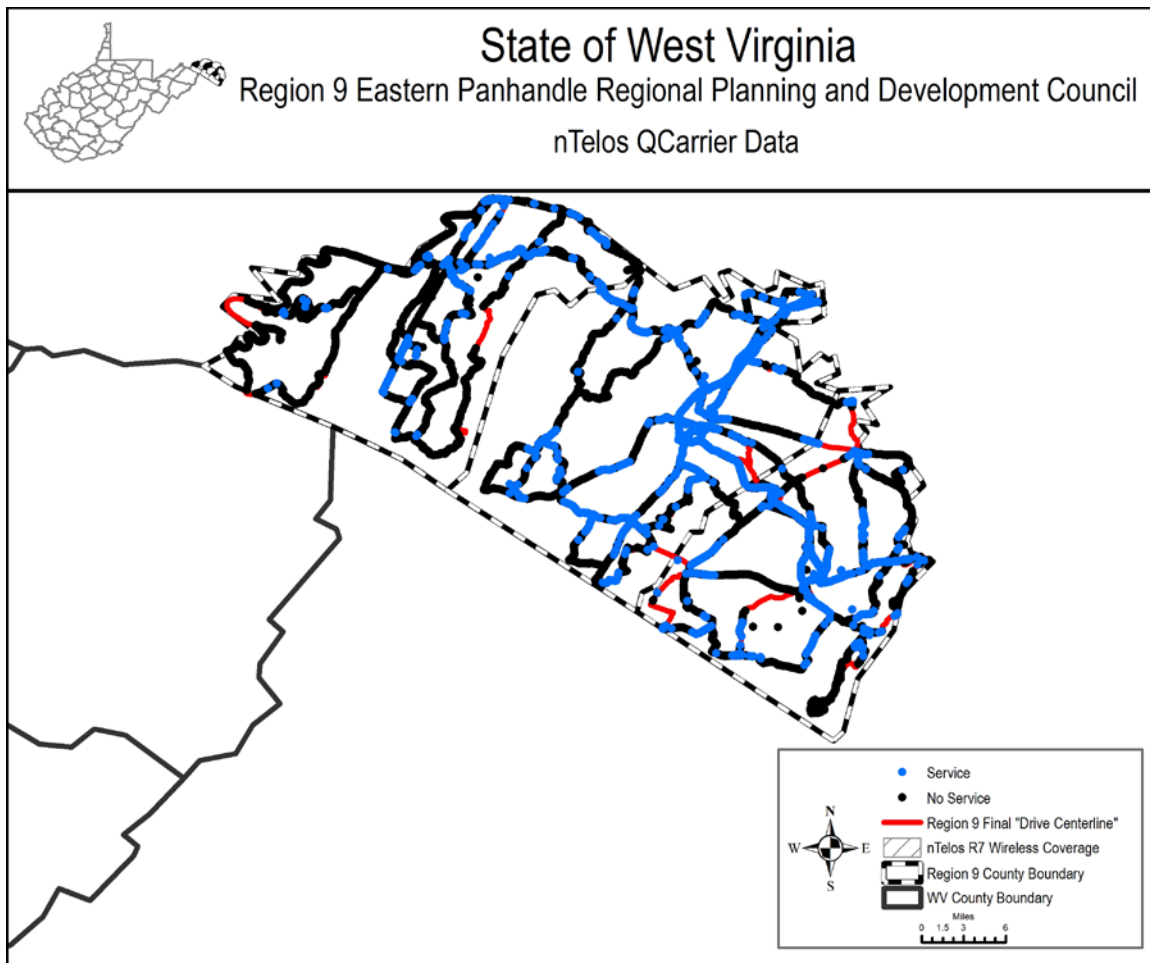 State of West Virginia
Region 9 Eastern Panhandle Regional Planning and Development Council
nTelos QCarrier Data
Service
No Service
Region 9 Final "Drive Centerline"
nTelos R7 Wireless Coverage
Region 9 County Boundary
WV County Boundary
N
W E
S
Miles
0 1.5 3 6